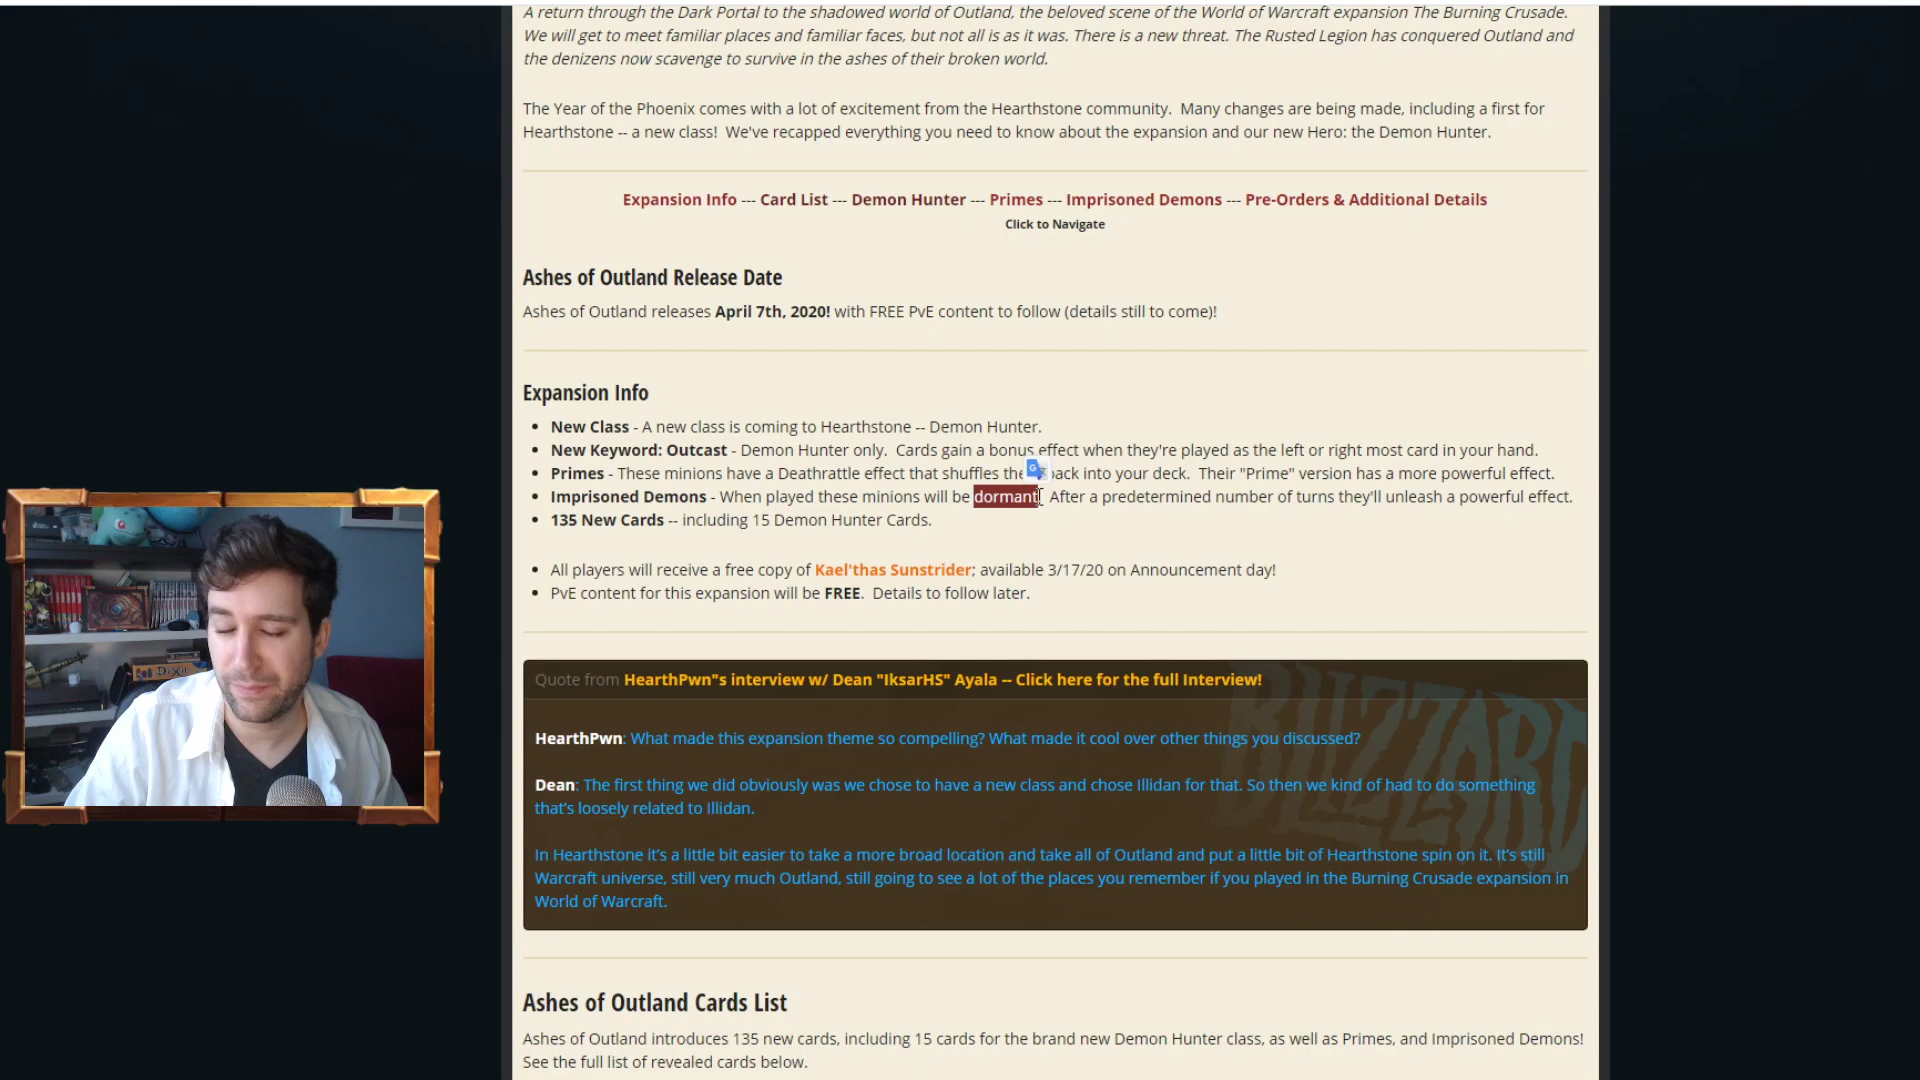 A return through the Dark Portal to the shadowed world of Outland, the beloved scene of the World of Warcraft expansion The Burning Crusade.
We will get to meet familiar places and familiar faces, but not all is as it was. There is a new threat. The Rusted Legion has conquered Outland and
the denizens now scavenge to survive in the ashes of their broken world.
The Year of the Phoenix comes with a lot of excitement from the Hearthstone community. Many changes are being made, including a first for
Hearthstone -- a new class! We've recapped everything you need to know about the expansion and our new Hero: the Demon Hunter.
Expansion Info --- Card List --- Demon Hunter --- Primes --- Imprisoned Demons --- Pre-Orders & Additional Details
Click to Navigate
Ashes of Outland Release Date
Ashes of Outland releases April 7th, 2020! with FREE PvE content to follow (details still to come)!
Expansion Info
New Class - A new class is coming to Hearthstone -- Demon Hunter.
New Keyword: Outcast - Demon Hunter only. Cards gain a bonus effect when they're played as the left or right most card in your hand.
Primes - These minions have a Deathrattle effect that shuffles back into your deck. Their "Prime" version has a more powerful effect.
Imprisoned Demons - When played these minions will be dormant. After a predetermined number of turns they'll unleash a powerful effect.
135 New Cards -- including 15 Demon Hunter Cards.
All players will receive a free copy of Kael'thas Sunstrider; available 3/17/20 on Announcement day!
PvE content for this expansion will be FREE. Details to follow later.
Quote from HearthPwn"s interview w/ Dean "IksarHS" Ayala -- Click here for the full Interview!
BLIZZARD
HearthPwn: What made this expansion theme so compelling? What made it cool over other things you discussed?
Dean: The first thing we did obviously was we chose to have a new class and chose Illidan for that. So then we kind of had to do something
that's loosely related to Illidan.
In Hearthstone it's a little bit easier to take a more broad location and take all of Outland and put a little bit of Hearthstone spin on it. It's still
Warcraft universe, still very much Outland, still going to see a lot of the places you remember if you played in the Burning Crusade expansion in
World of Warcraft.
Ashes of Outland Cards List
Ashes of Outland introduces 135 new cards, including 15 cards for the brand new Demon Hunter class, as well as Primes, and Imprisoned Demons!
See the full list of revealed cards below.
DiXit